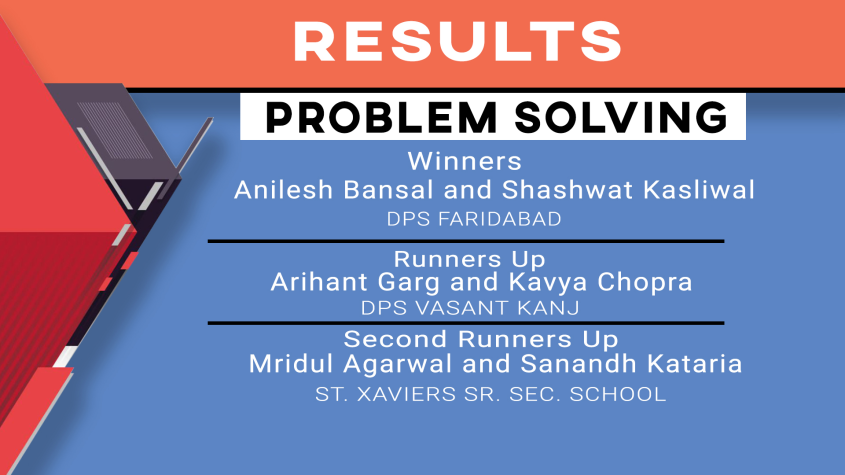 RESULTS
PROBLEM SOLVING
Winners
Anilesh Bansal and Shashwat Kasliwal
DPS FARIDABAD
Runners Up
Arihant Garg and Kavya Chopra
DPS VASANT KANJ
Second Runners Up
Mridul Agarwal and Sanandh Kataria
ST. XAVIERS SR. SEC. SCHOOL